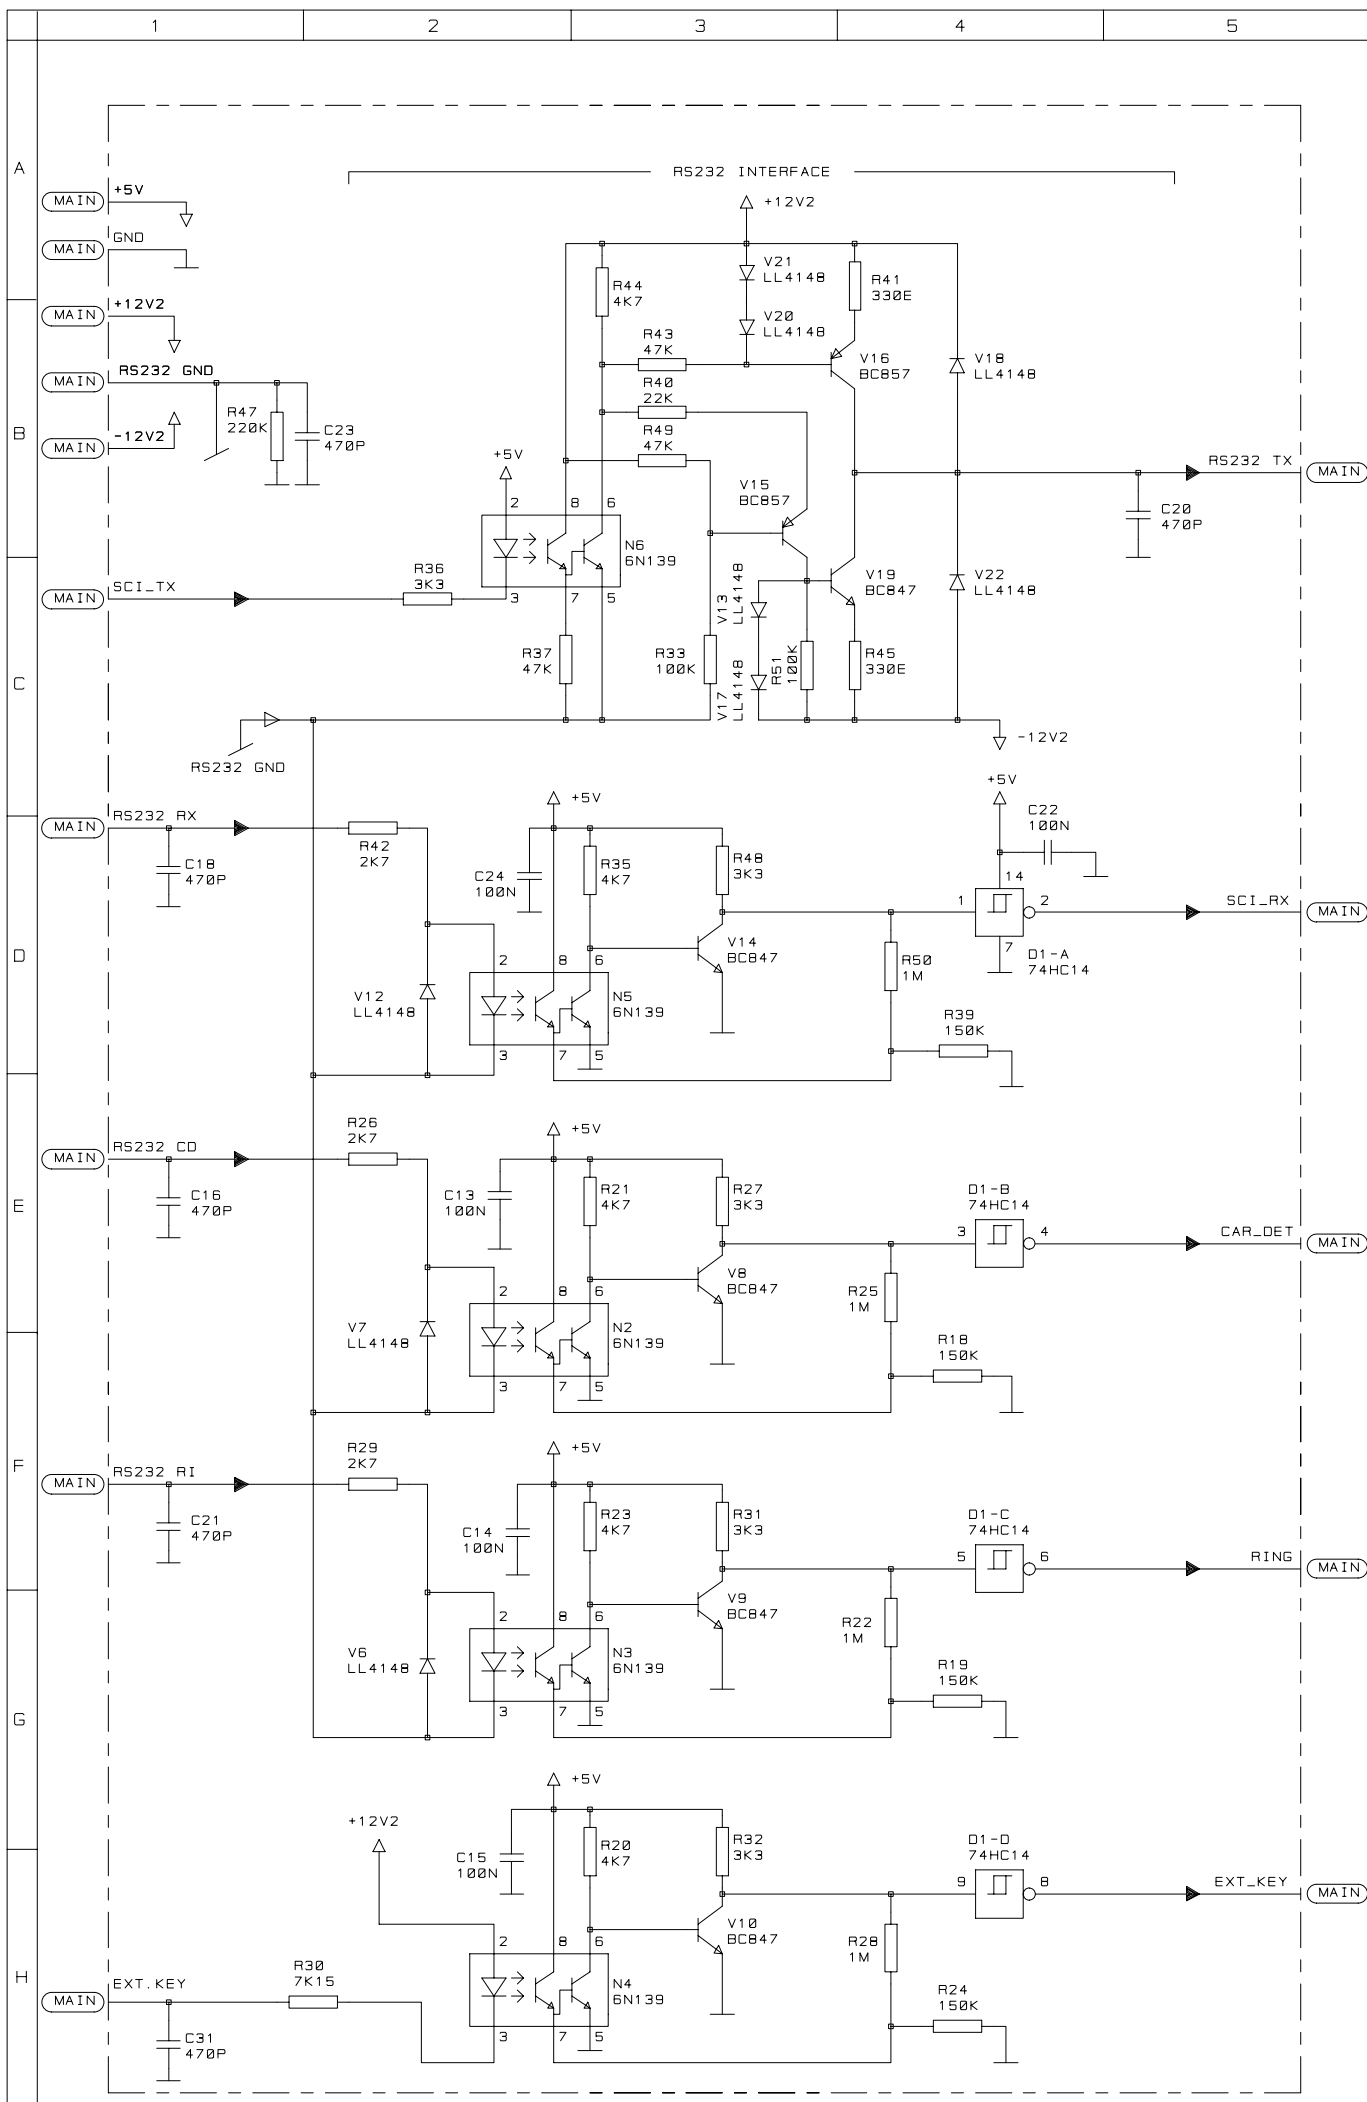 1 2 3 4 5
A
RS232 INTERFACE
MAIN +5V
+12V2
MAIN GND
V21
LL4148
R44
4K7
R41
330E
MAIN +12V2
V20
LL4148
R43
47K
V16
BC857
V18
LL4148
MAIN RS232 GND
R40
22K
B
R47
220K
C23
470P
R49
47K
MAIN -12V2
+5V
RS232 TX MAIN
V15
BC857
2 8 6
C20
470P
N6
6N139
R36
3K3
V13
LL4148
V19
BC847
V22
LL4148
MAIN SCI_TX
3 7 5
C
R37
47K
R33
100K
V17
LL4148
R51
100K
R45
330E
-12V2
RS232 GND
+5V
+5V
MAIN RS232 RX
C22
100N
R42
2K7
C18
470P
C24
100N
R35
4K7
R48
3K3
14
1 2
SCI_RX MAIN
D
V14
BC847
7
D1-A
74HC14
2 8 6
R50
1M
V12
LL4148
N5
6N139
R39
150K
3 7 5
R26
2K7
+5V
MAIN RS232 CD
E
C16
470P
C13
100N
R21
4K7
R27
3K3
D1-B
74HC14
3 4
CAR_DET MAIN
V8
BC847
2 8 6
R25
1M
V7
LL4148
N2
6N139
R18
150K
3 7 5
R29
2K7
+5V
F
MAIN RS232 RI
C21
470P
C14
100N
R23
4K7
R31
3K3
D1-C
74HC14
5 6
RING MAIN
V9
BC847
2 8 6
R22
1M
V6
LL4148
N3
6N139
R19
150K
3 7 5
G
+5V
+12V2
C15
100N
R20
4K7
R32
3K3
D1-D
74HC14
9 8
EXT_KEY MAIN
V10
BC847
2 8 6
R28
1M
H
MAIN EXT.KEY
R30
7K15
N4
6N139
R24
150K
C31
470P
3 7 5